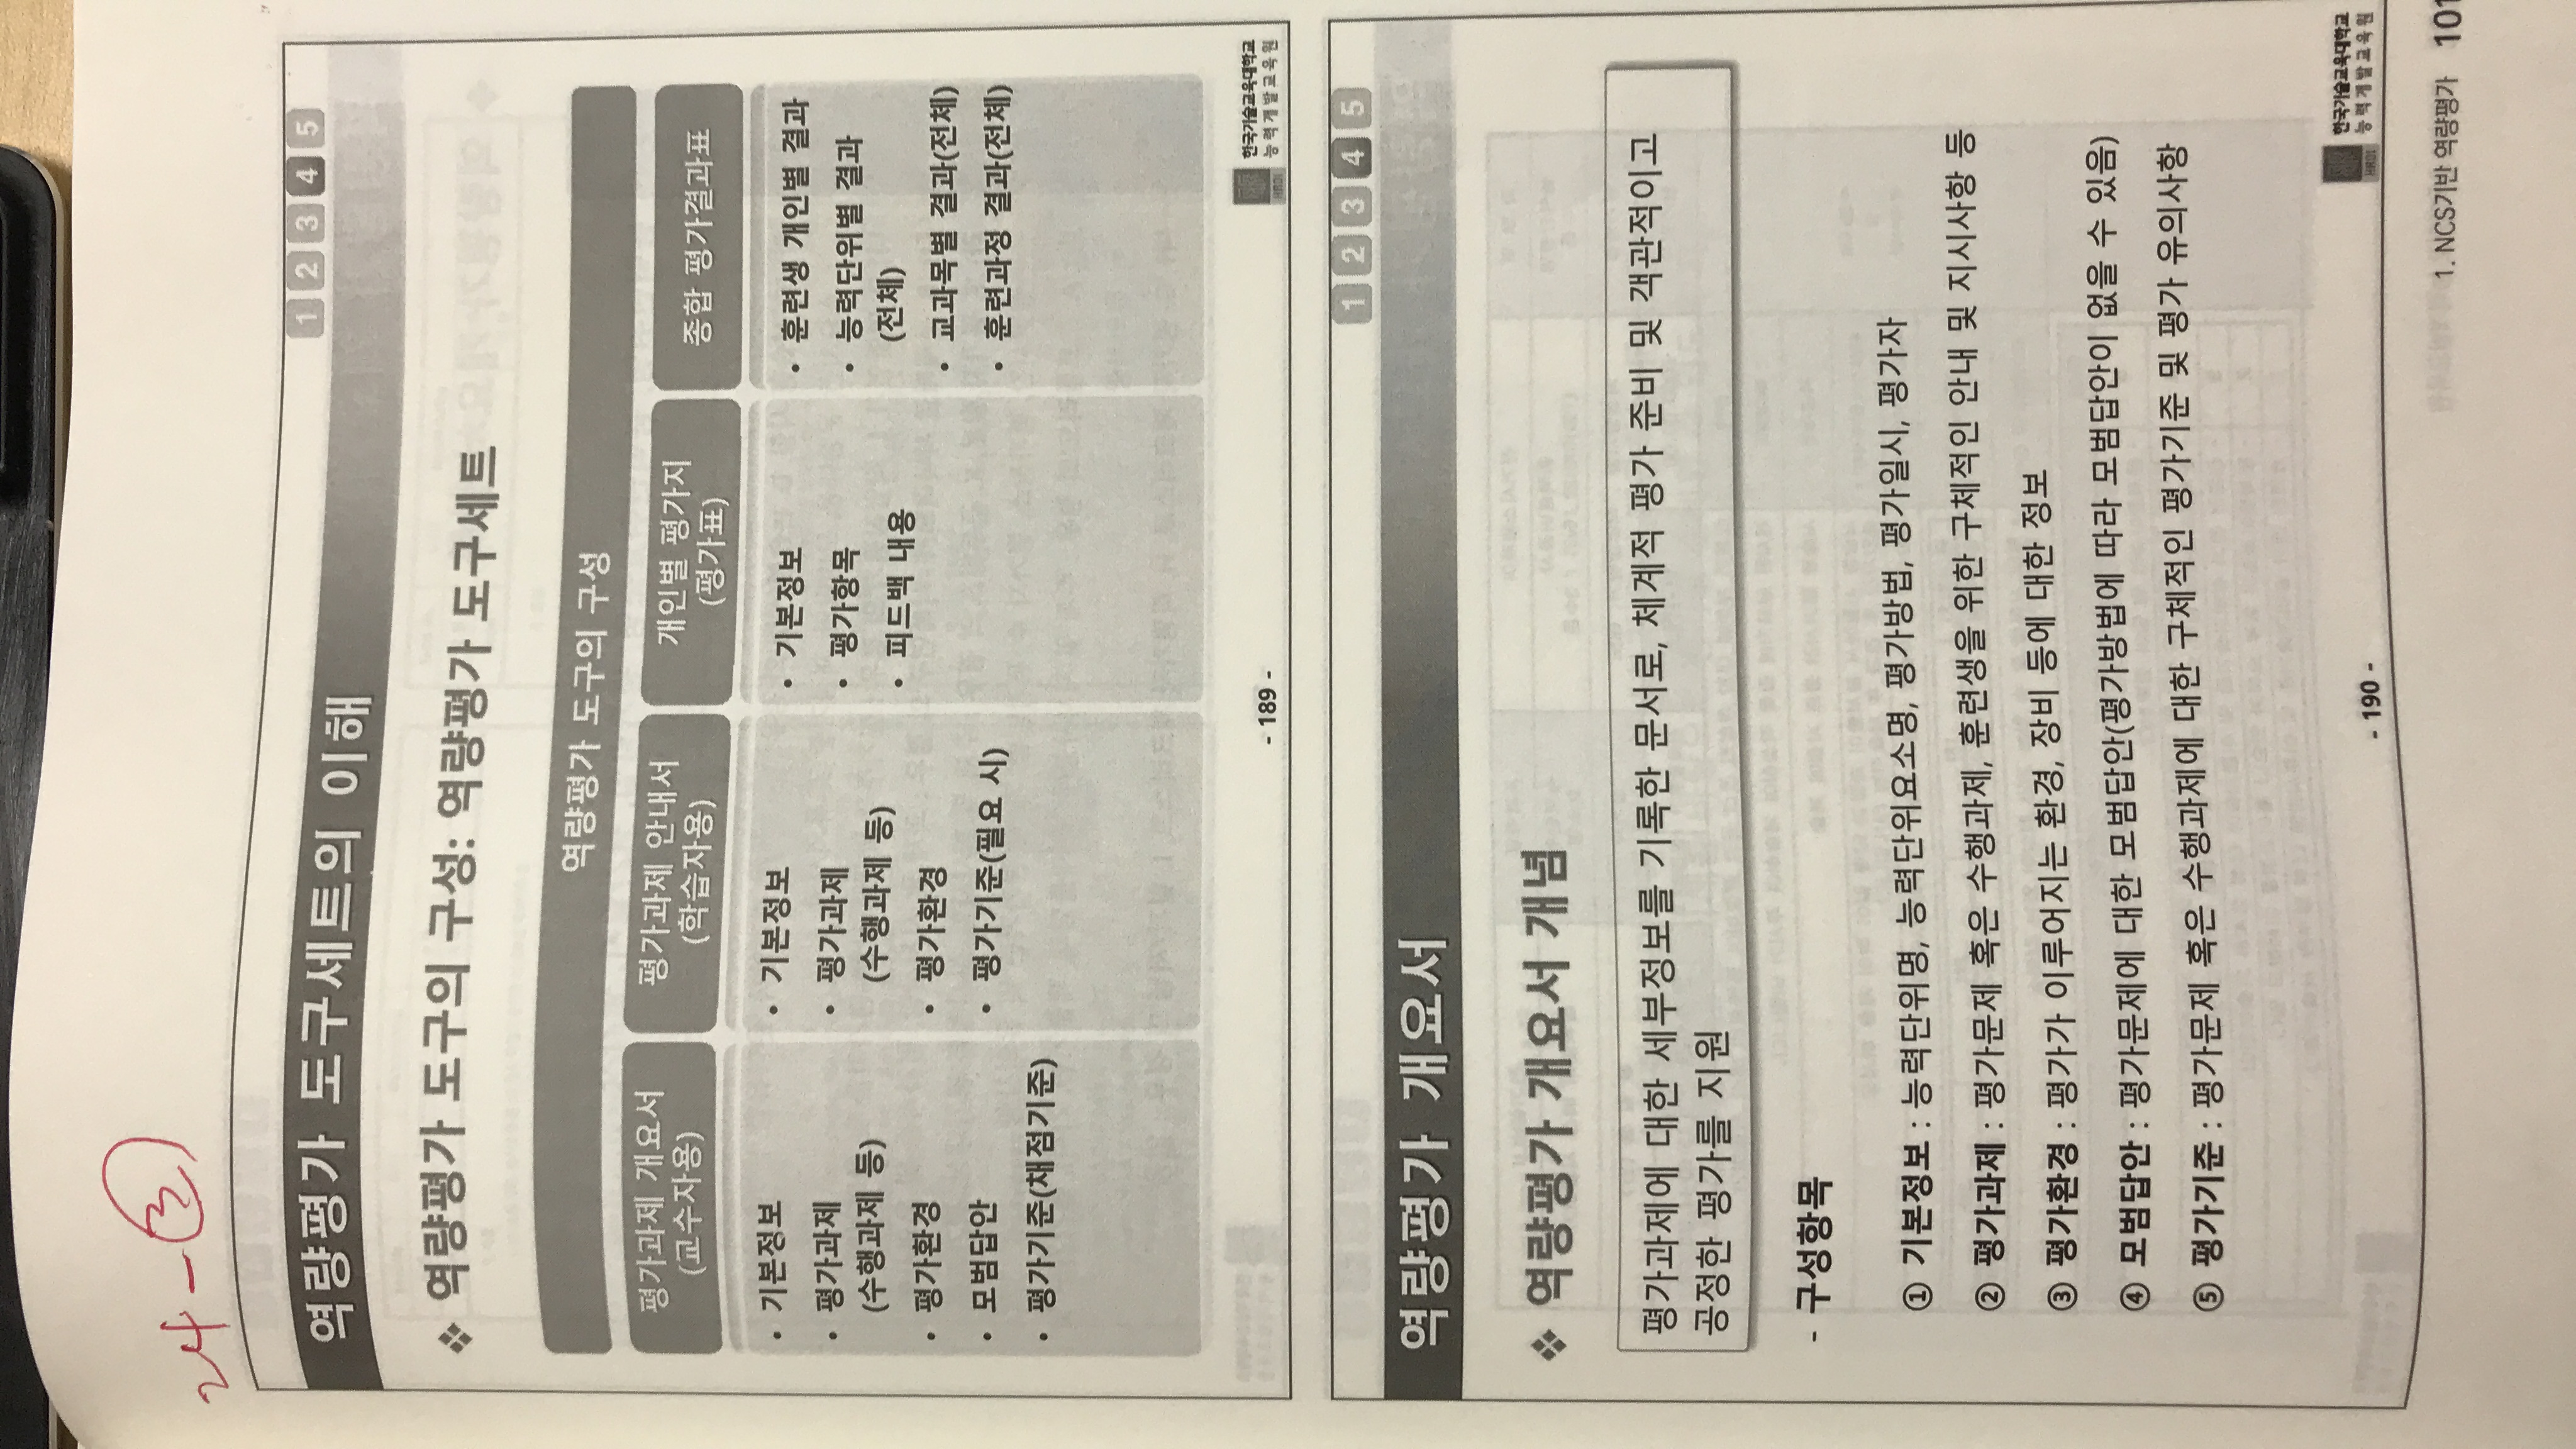 24-③
1 2 3 4 5
역량평가 도구세트의 이해
❖ 역량평가 도구의 구성: 역량평가 도구세트
역량평가 도구의 구성
평가과제 개요서
(교수자용)
• 기본정보
• 평가과제
(수행과제 등)
• 평가환경
• 모범답안
• 평가기준(채점기준)
평가과제 안내서
(학습자용)
• 기본정보
• 평가과제
(수행과제 등)
• 평가환경
• 평가기준(필요 시)
개인별 평가지
(평가표)
• 기본정보
• 평가항목
• 피드백 내용
종합 평가결과표
• 훈련생 개인별 결과
• 능력단위별 결과
(전체)
• 교과목별 결과(전체)
• 훈련과정 결과(전체)
- 189 -
HRDI
한국기술교육대학교
능력개발교육원
1 2 3 4 5
역량평가 개요서
❖ 역량평가 개요서 개념
평가과제에 대한 세부정보를 기록한 문서로, 체계적 평가 준비 및 객관적이고
공정한 평가를 지원
- 구성항목
① 기본정보 : 능력단위명, 능력단위요소명, 평가방법, 평가일시, 평가자
② 평가과제 : 평가문제 혹은 수행과제, 훈련생을 위한 구체적인 안내 및 지시사항 등
③ 평가환경 : 평가가 이루어지는 환경, 장비 등에 대한 정보
④ 모범답안 : 평가문제에 대한 모범답안(평가방법에 따라 모범답안이 없을 수 있음)
⑤ 평가기준 : 평가문제 혹은 수행과제에 대한 구체적인 평가기준 및 평가 유의사항
- 190 -
HRDI
한국기술교육대학교
능력개발교육원
1. NCS기반 역량평가 101